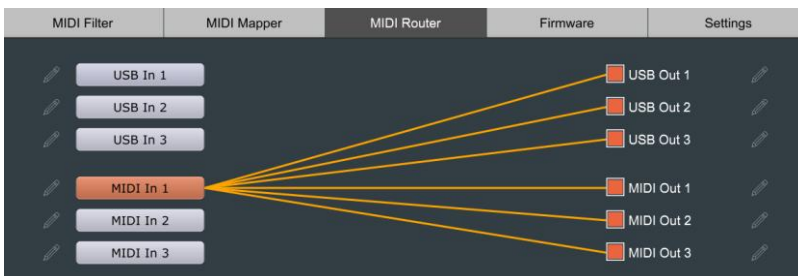 MIDI Filter MIDI Mapper MIDI Router Firmware Settings
USB In 1 USB Out 1
USB In 2 USB Out 2
USB In 3 USB Out 3
MIDI In 1 MIDI Out 1
MIDI In 2 MIDI Out 2
MIDI In 3 MIDI Out 3